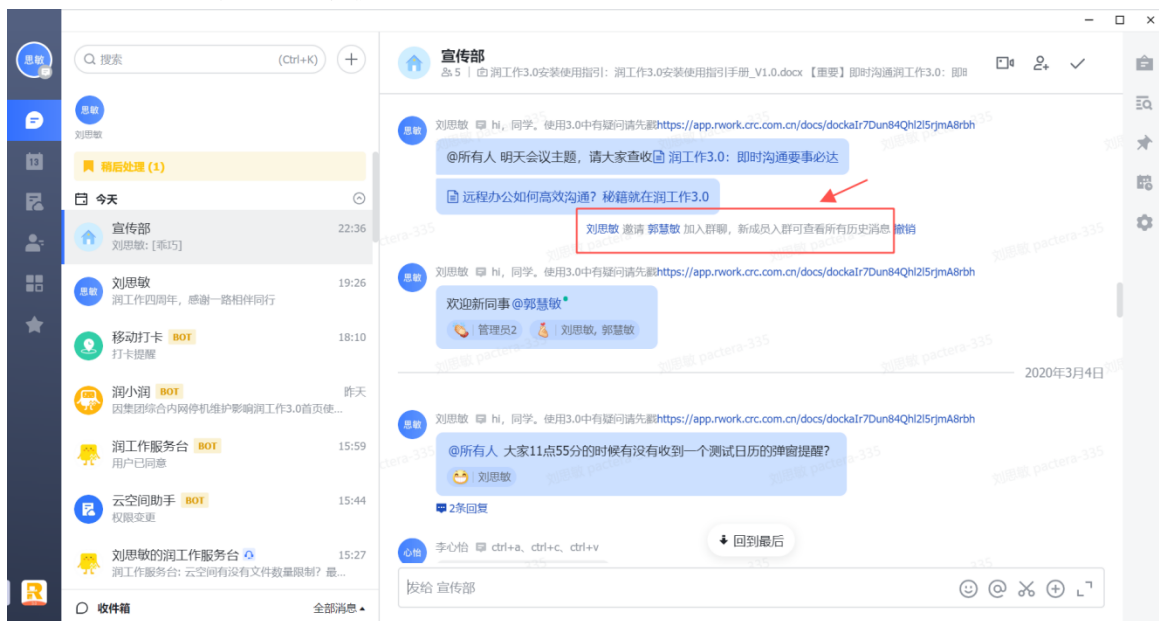 思敏
搜索 (Ctrl+K)
思敏
刘思敏
稍后处理 (1)
今天
宣传部 22:36
刘思敏: [乖巧]
思敏
刘思敏 19:26
润工作四周年，感谢一路相伴同行
移动打卡 BOT 18:10
打卡提醒
润小润 BOT 昨天
因集团综合内网停机维护影响润工作3.0首页使...
润工作服务台 BOT 15:59
用户已同意
云空间助手 BOT 15:44
权限变更
刘思敏的润工作服务台 15:27
润工作服务台: 云空间有没有文件数量限制？最...
收件箱 全部消息
13
宣传部
5 | 润工作3.0安装使用指引：润工作3.0安装使用指引手册_V1.0.docx 【重要】即时沟通润工作3.0：即
思敏
刘思敏 hi，同学。使用3.0中有疑问请先戳https://app.rwork.crc.com.cn/docs/dockaIr7Dun84Qhl2l5rjmA8rbh
@所有人 明天会议主题，请大家查收 润工作3.0：即时沟通要事必达
远程办公如何高效沟通？秘籍就在润工作3.0
刘思敏 邀请 郭慧敏 加入群聊，新成员入群可查看所有历史消息 撤销
思敏
刘思敏 hi，同学。使用3.0中有疑问请先戳https://app.rwork.crc.com.cn/docs/dockaIr7Dun84Qhl2l5rjmA8rbh
欢迎新同事@郭慧敏
管理员2 刘思敏, 郭慧敏
2020年3月4日
思敏
刘思敏 hi，同学。使用3.0中有疑问请先戳https://app.rwork.crc.com.cn/docs/dockaIr7Dun84Qhl2l5rjmA8rbh
@所有人 大家11点55分的时候有没有收到一个测试日历的弹窗提醒？
刘思敏
2条回复
心怡
李心怡 ctrl+a、ctrl+c、ctrl+v
回到最后
发给 宣传部
刘思敏 pactera-335